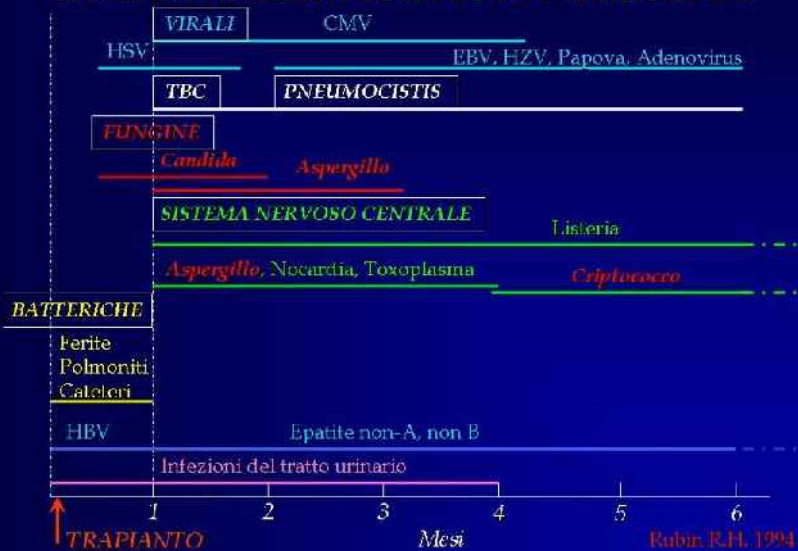 VIRALI CMV
HSV EBV, HZV, Papova, Adenovirus
TBC PNEUMOCISTIS
FUNGINE
Candida Aspergillo
SISTEMA NERVOSO CENTRALE
Listeria
Aspergillo, Nocardia, Toxoplasma Criptococco
BATTERICHE
Ferite
Polmoniti
Cateteri
HBV Epatite non-A, non B
Infezioni del tratto urinario
1 2 3 4 5 6
TRAPIANTO Mesi Rubin R.H. 1994